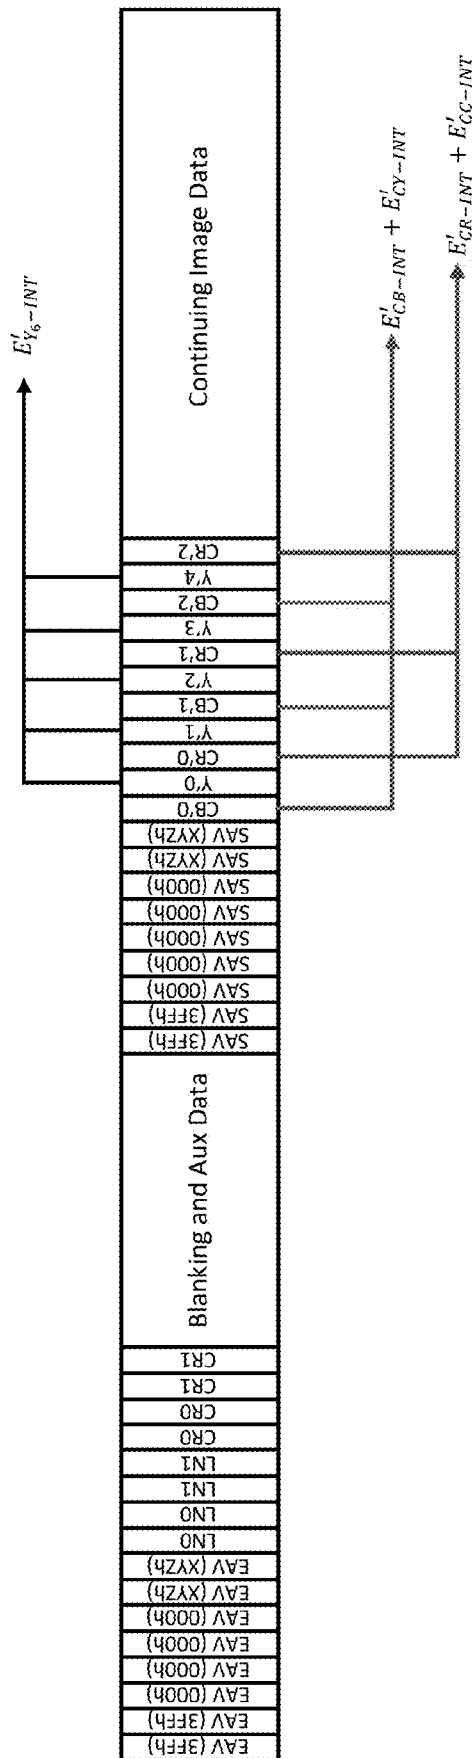 E'Y₆−INT
EAV (3FFh)
EAV (3FFh)
EAV (000h)
EAV (000h)
EAV (000h)
EAV (000h)
EAV (XYZh)
EAV (XYZh)
LN0
LN0
LN1
LN1
CR0
CR0
CR1
CR1
Blanking and Aux Data
SAV (3FFh)
SAV (3FFh)
SAV (000h)
SAV (000h)
SAV (000h)
SAV (000h)
SAV (000h)
SAV (XYZh)
SAV (XYZh)
CB'0
Y'0
CR'0
Y'1
CB'1
Y'2
CR'1
Y'3
CB'2
Y'4
CR'2
Continuing Image Data
E'CB−INT + E'CY−INT
E'CR−INT + E'CC−INT